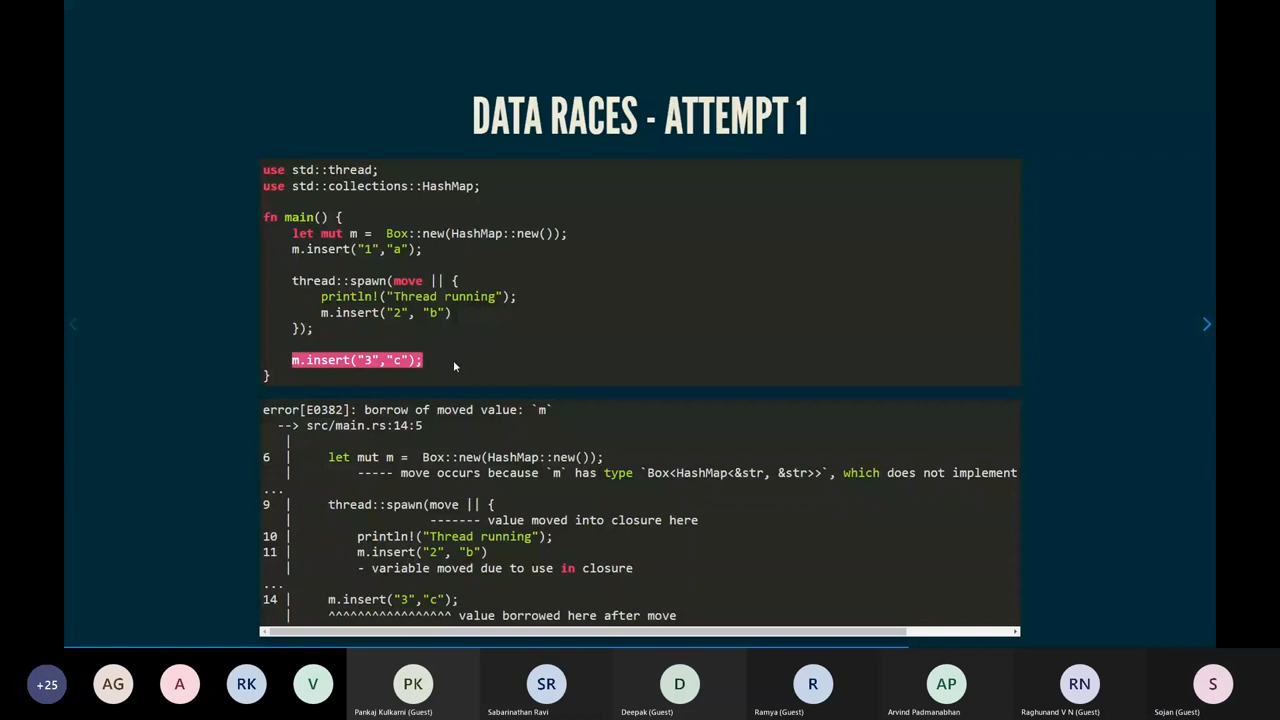 DATA RACES - ATTEMPT 1
use std::thread;
use std::collections::HashMap;
fn main() {
    let mut m =  Box::new(HashMap::new());
    m.insert("1","a");
    thread::spawn(move || {
        println!("Thread running");
        m.insert("2", "b")
    });
    m.insert("3","c");
}
error[E0382]: borrow of moved value: `m`
  --> src/main.rs:14:5
   |
6  |     let mut m =  Box::new(HashMap::new());
   |         ----- move occurs because `m` has type `Box<HashMap<&str, &str>>`, which does not implement
...
9  |     thread::spawn(move || {
   |                   ------- value moved into closure here
10 |         println!("Thread running");
11 |         m.insert("2", "b")
   |         - variable moved due to use in closure
...
14 |     m.insert("3","c");
   |     ^^^^^^^^^^^^^^^^^ value borrowed here after move
+25 AG A RK V PK SR D R AP RN S
Pankaj Kulkarni (Guest) Sabarinathan Ravi Deepak (Guest) Ramya (Guest) Arvind Padmanabhan Raghunand V N (Guest) Sojan (Guest)